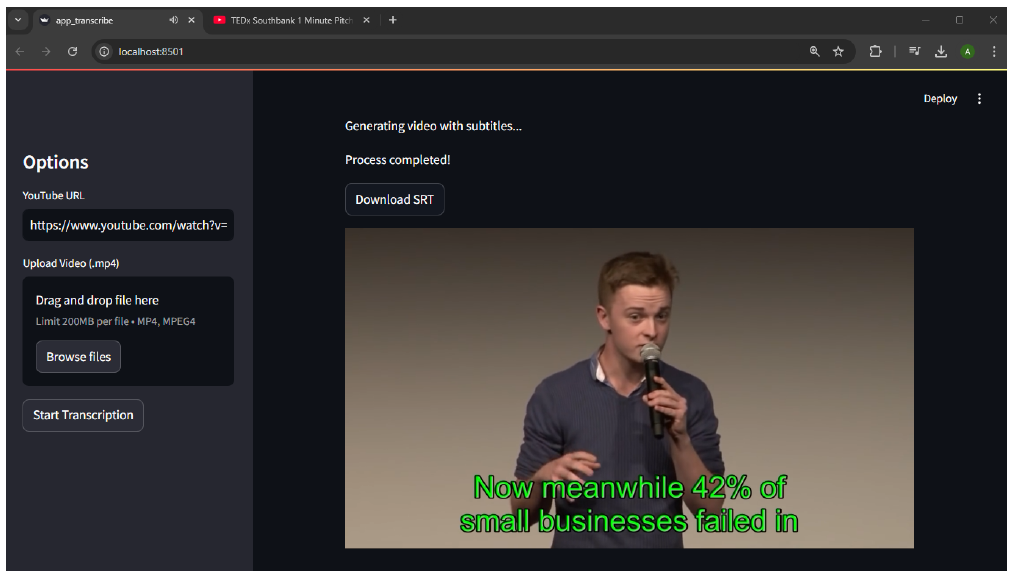 app_transcribe
TEDx Southbank 1 Minute Pitch
localhost:8501
A
Deploy
Options
YouTube URL
https://www.youtube.com/watch?v=
Upload Video (.mp4)
Drag and drop file here
Limit 200MB per file • MP4, MPEG4
Browse files
Start Transcription
Generating video with subtitles...
Process completed!
Download SRT
Now meanwhile 42% of
small businesses failed in